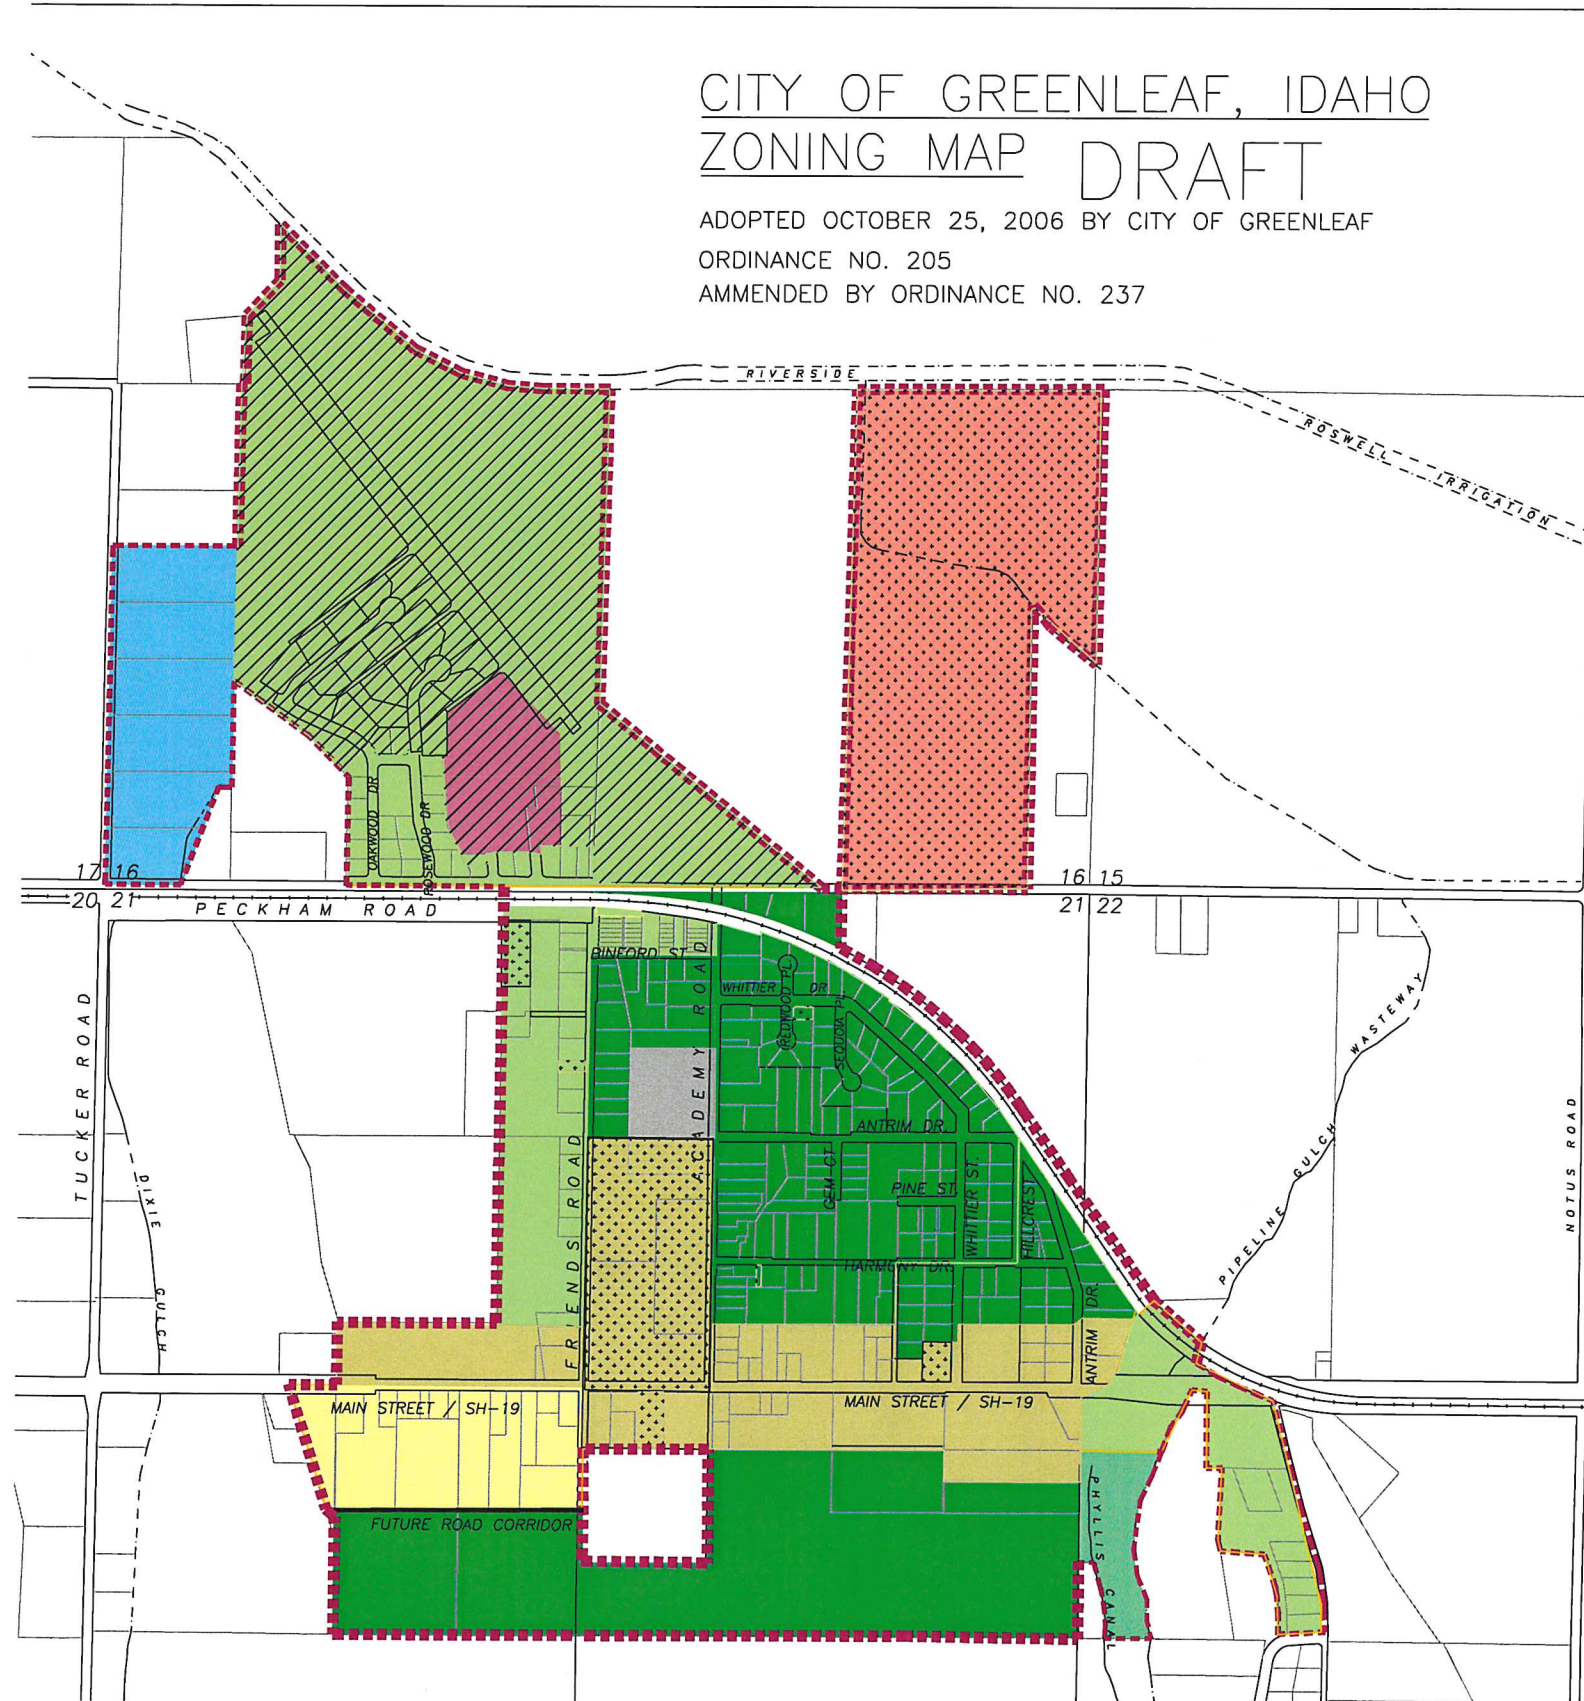 CITY OF GREENLEAF, IDAHO
ZONING MAP DRAFT
ADOPTED OCTOBER 25, 2006 BY CITY OF GREENLEAF
ORDINANCE NO. 205
AMMENDED BY ORDINANCE NO. 237
RIVERSIDE
ROSWELL IRRIGATION
OAKWOOD DR
ROSEWOOD DR
17 16
16 15
20 21
21 22
PECKHAM ROAD
BINFORD ST
ACADEMY ROAD
WHITTIER DR
REDWOOD PL.
SEQUOIA PL
WASTEWAY
TUCKER ROAD
ANTRIM DR.
NOTUS ROAD
GULCH
DIXIE
FRIENDS ROAD
GEM CT
PINE ST.
WHITTIER ST.
HILLCREST
PIPELINE
HARMONY DR.
GULCH
ANTRIM DR.
MAIN STREET / SH-19
MAIN STREET / SH-19
FUTURE ROAD CORRIDOR
PHYLLIS CANAL